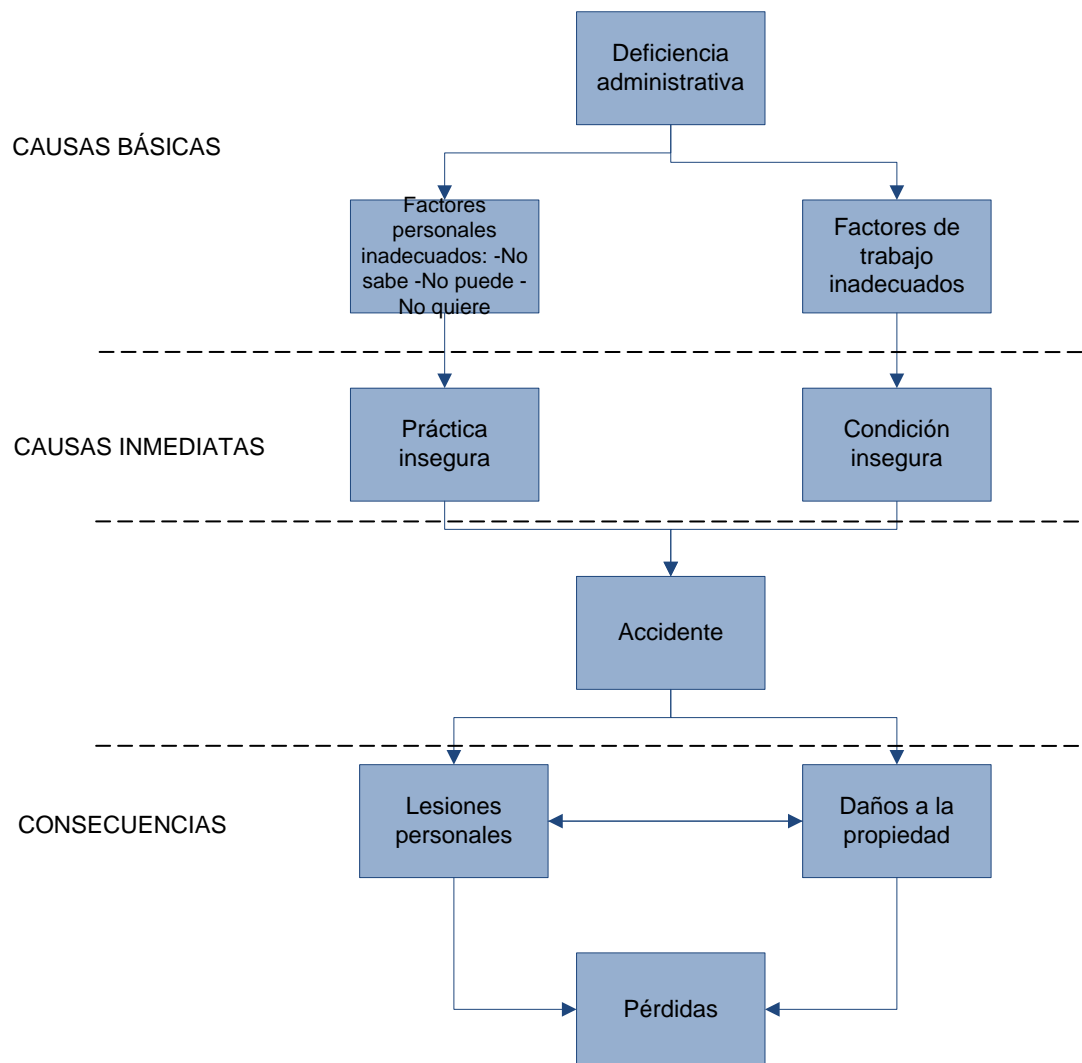 Deficiencia
administrativa
CAUSAS BÁSICAS
Factores
personales
inadecuados: -No
sabe -No puede -
No quiere
Factores de
trabajo
inadecuados
CAUSAS INMEDIATAS
Práctica
insegura
Condición
insegura
Accidente
CONSECUENCIAS
Lesiones
personales
Daños a la
propiedad
Pérdidas